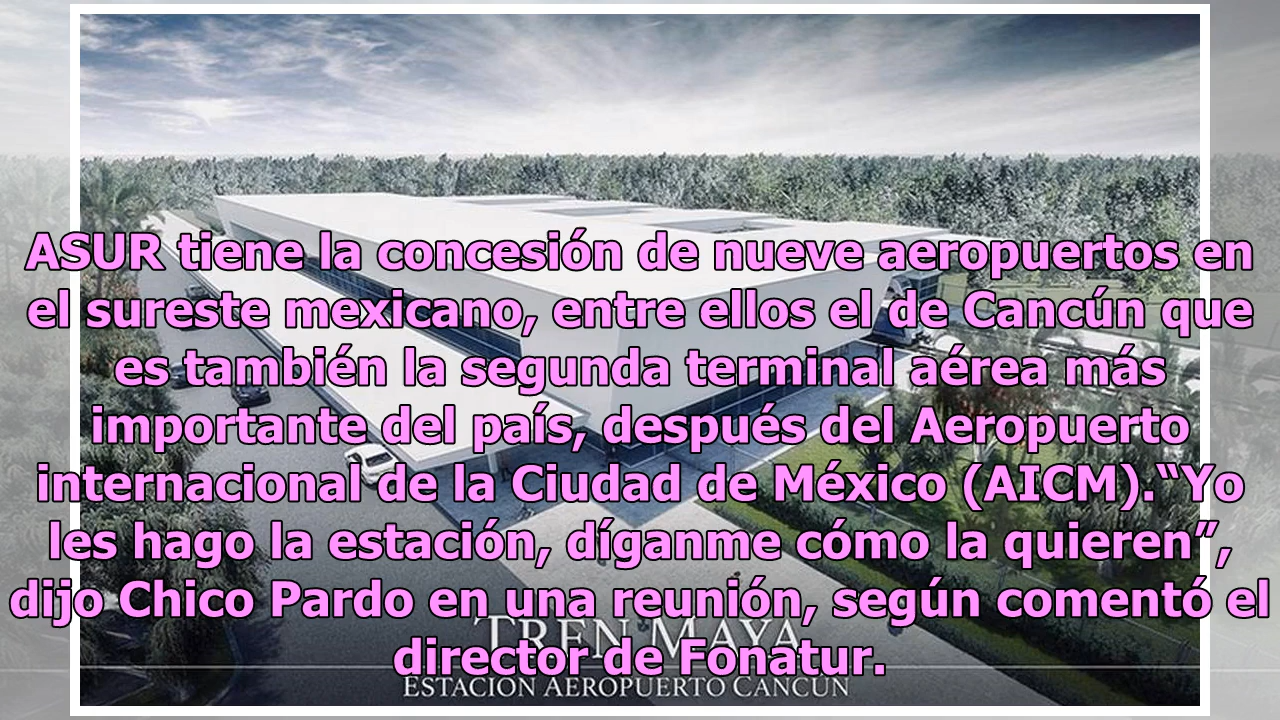 ASUR tiene la concesión de nueve aeropuertos en
el sureste mexicano, entre ellos el de Cancún que
es también la segunda terminal aérea más
importante del país, después del Aeropuerto
internacional de la Ciudad de México (AICM).“Yo
les hago la estación, díganme cómo la quieren”,
dijo Chico Pardo en una reunión, según comentó el
TREN MAYA
director de Fonatur.
ESTACIÓN AEROPUERTO CANCÚN